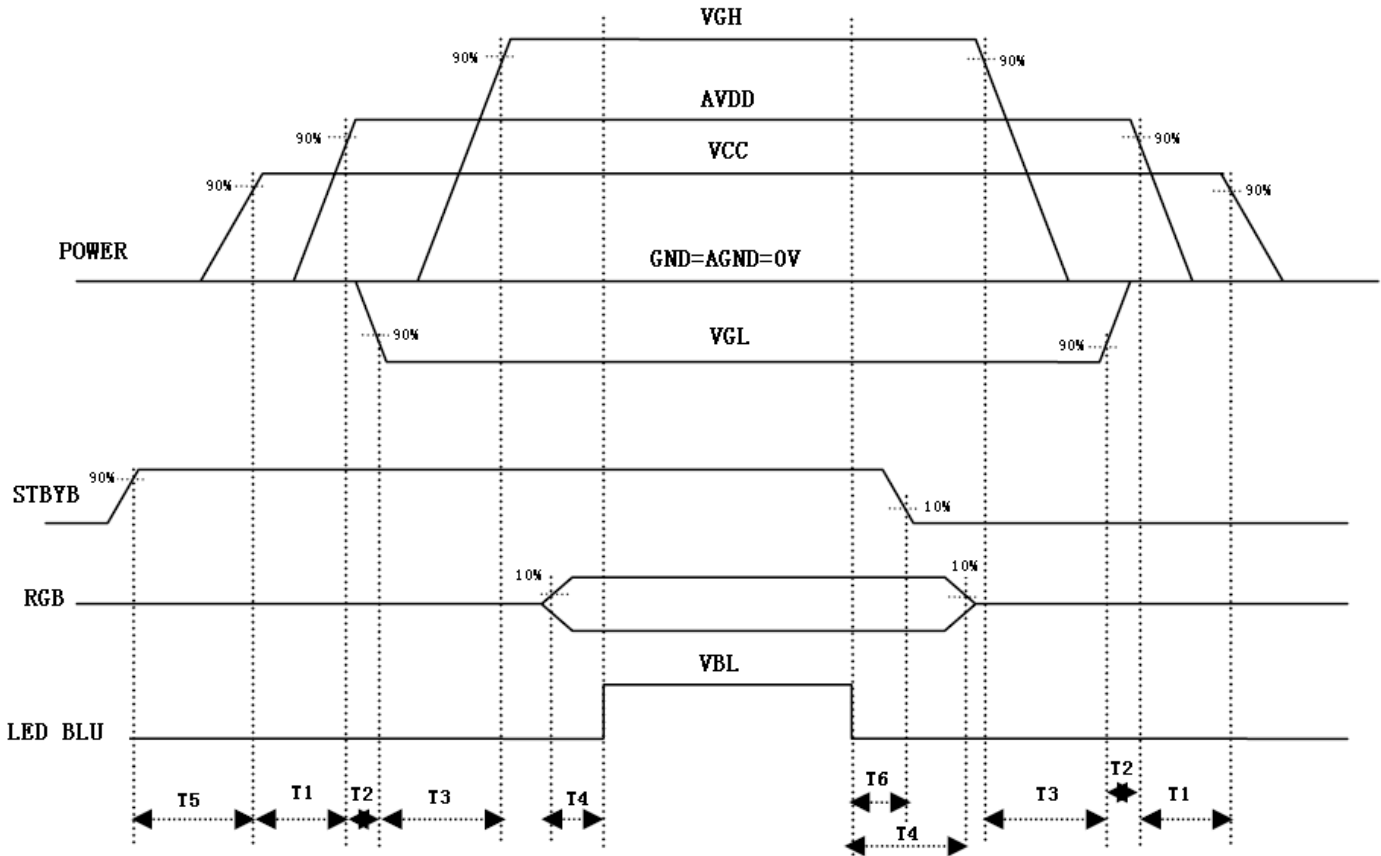 VGH
90%
90%
AVDD
90%
90%
VCC
90%
90%
POWER
GND=AGND=0V
90%
VGL
90%
90%
STBYB
10%
10%
10%
RGB
VBL
LED BLU
T5
T1
T2
T3
T4
T6
T4
T3
T2
T1